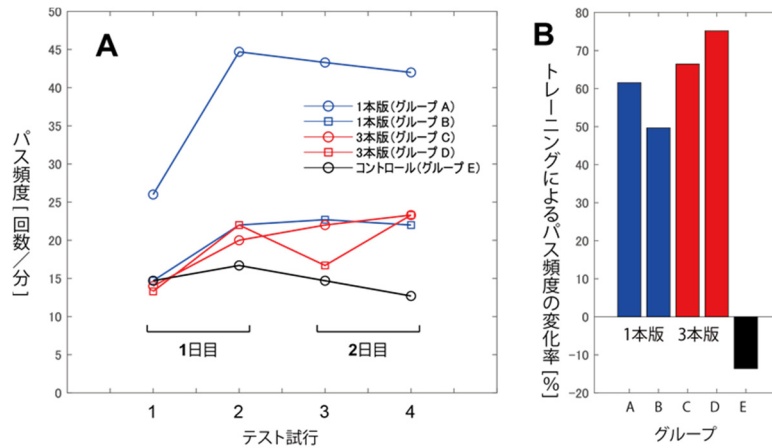 A
50
45
40
35
30
25
20
15
10
5
0
パス頻度[回数／分]
1本版(グループ A)
1本版(グループ B)
3本版(グループ C)
3本版(グループ D)
コントロール(グループ E)
1日目
2日目
1
2
3
4
テスト試行
B
80
70
60
50
40
30
20
10
0
-10
-20
トレーニングによるパス頻度の変化率[%]
1本版
3本版
A
B
C
D
E
グループ